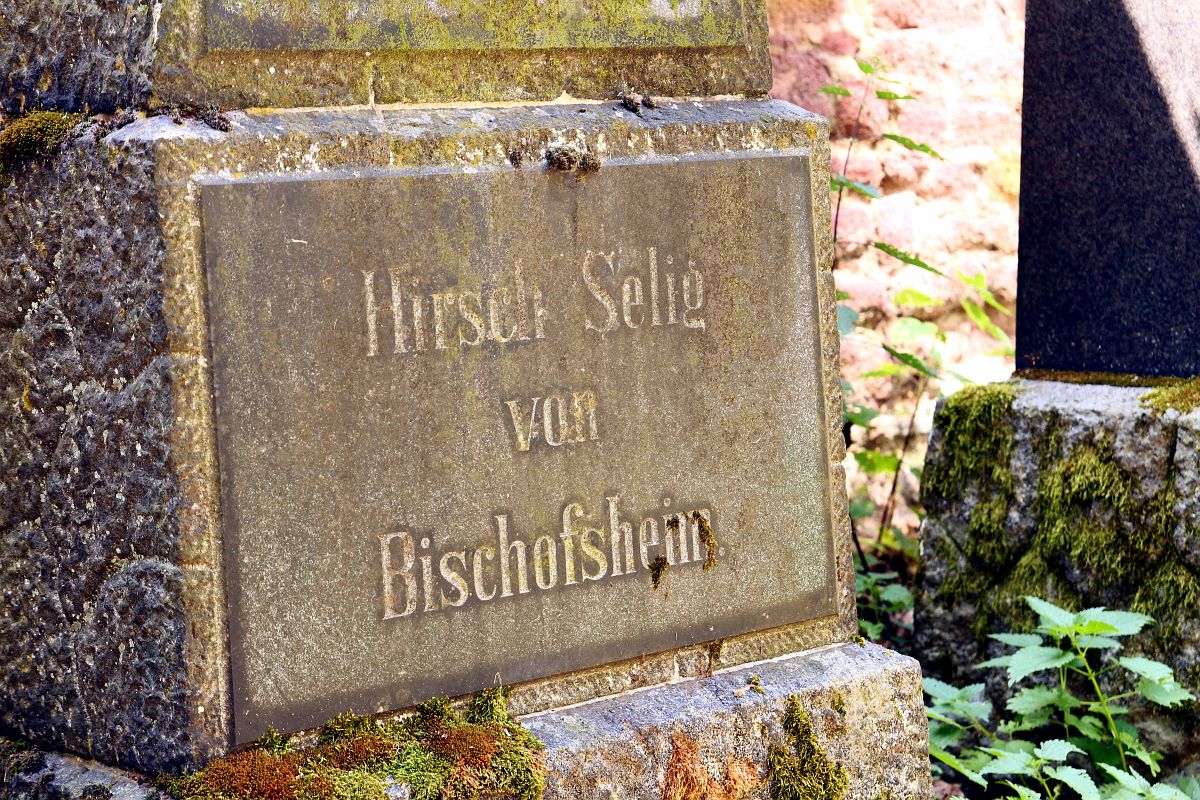 Hirsch Selig
von
Bischofsheim.